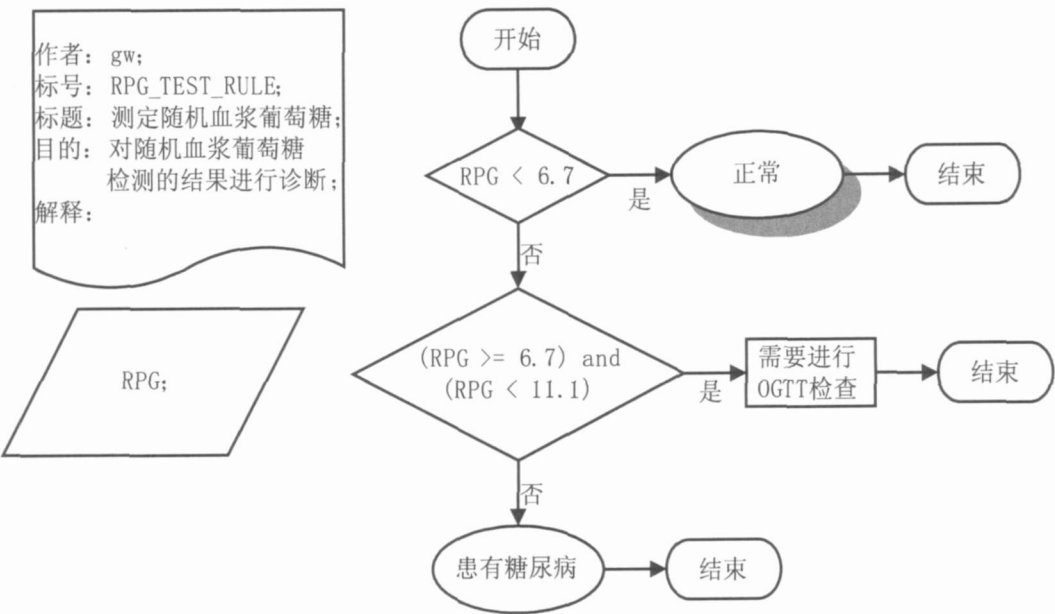 作者: gw;
标号: RPG_TEST_RULE;
标题: 测定随机血浆葡萄糖;
目的: 对随机血浆葡萄糖
检测的结果进行诊断;
解释:
RPG;
开始
RPG < 6.7
是
正常
结束
否
(RPG >= 6.7) and
(RPG < 11.1)
是
需要进行
OGTT检查
结束
否
患有糖尿病
结束